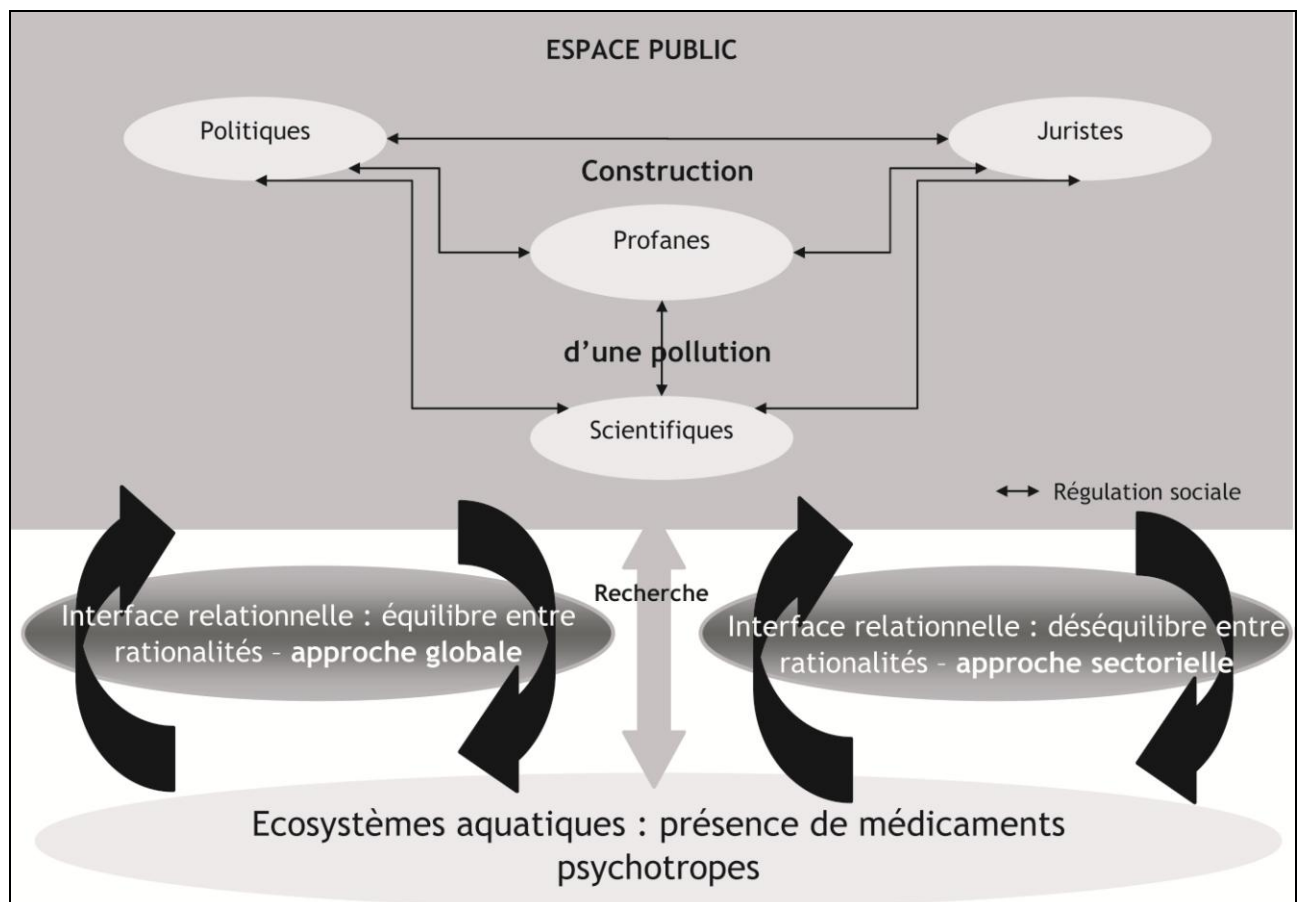 ESPACE PUBLIC
Politiques
Juristes
Construction
Profanes
d’une pollution
Scientifiques
Régulation sociale
Recherche
Interface relationnelle : équilibre entre
rationalités – approche globale
Interface relationnelle : déséquilibre entre
rationalités – approche sectorielle
Ecosystèmes aquatiques : présence de médicaments
psychotropes